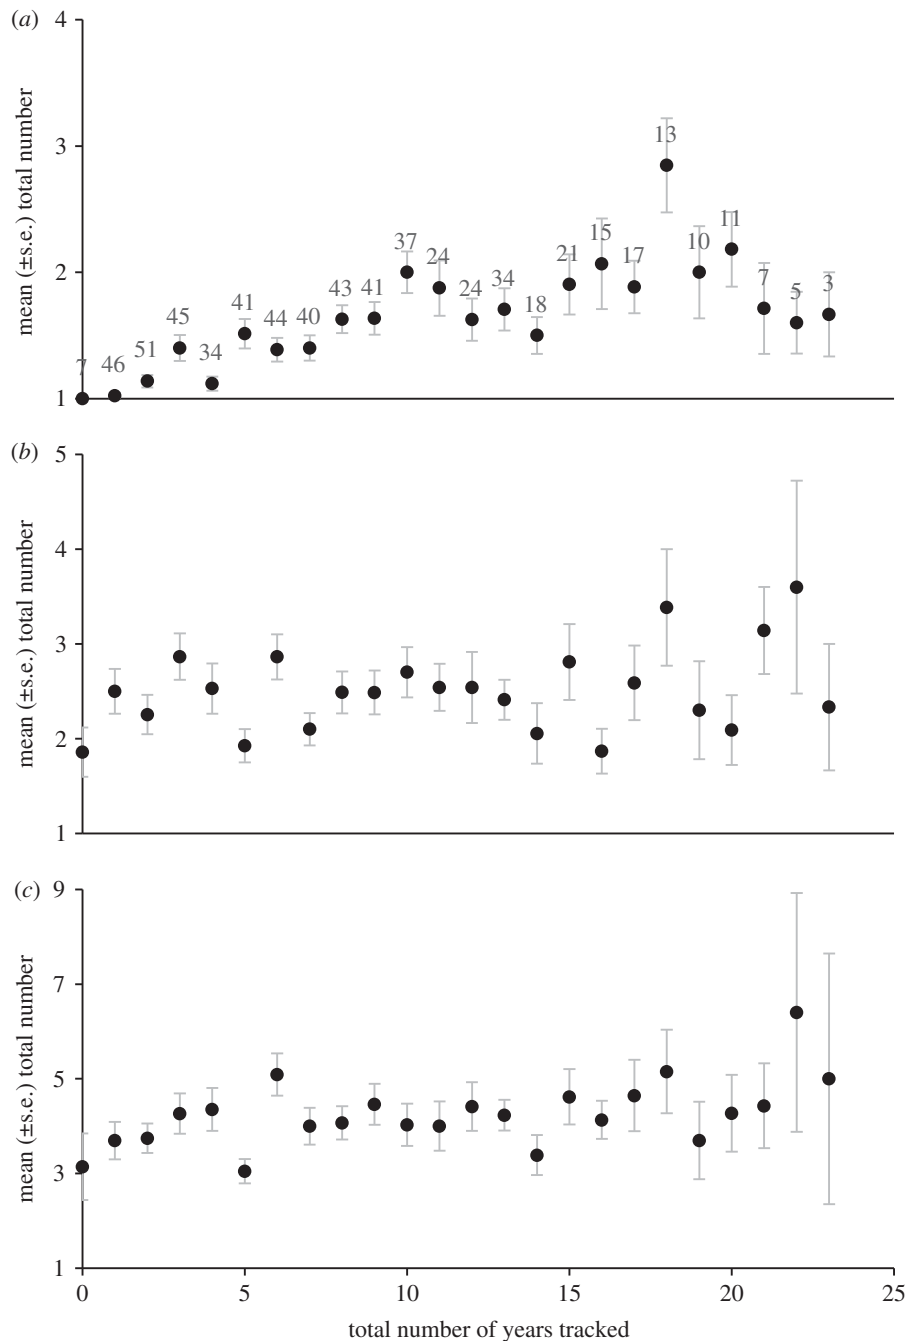 (a)
4
3
2
1
mean (±s.e.) total number
7 46 51 45 34 41 44 40 43 41 37 24 24 34 18 21 15 17 13 10 11 7 5 3
(b)
5
4
3
2
1
mean (±s.e.) total number
(c)
9
7
5
3
1
mean (±s.e.) total number
0 5 10 15 20 25
total number of years tracked